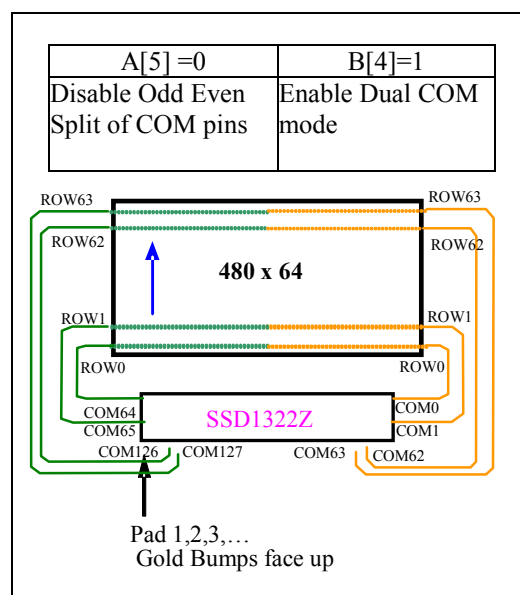 A[5] =0
B[4]=1
Disable Odd Even
Split of COM pins
Enable Dual COM
mode
ROW63
ROW63
ROW62
ROW62
480 x 64
ROW1
ROW1
ROW0
ROW0
COM64
COM0
SSD1322Z
COM65
COM1
COM126
COM127
COM63
COM62
Pad 1,2,3,…
Gold Bumps face up